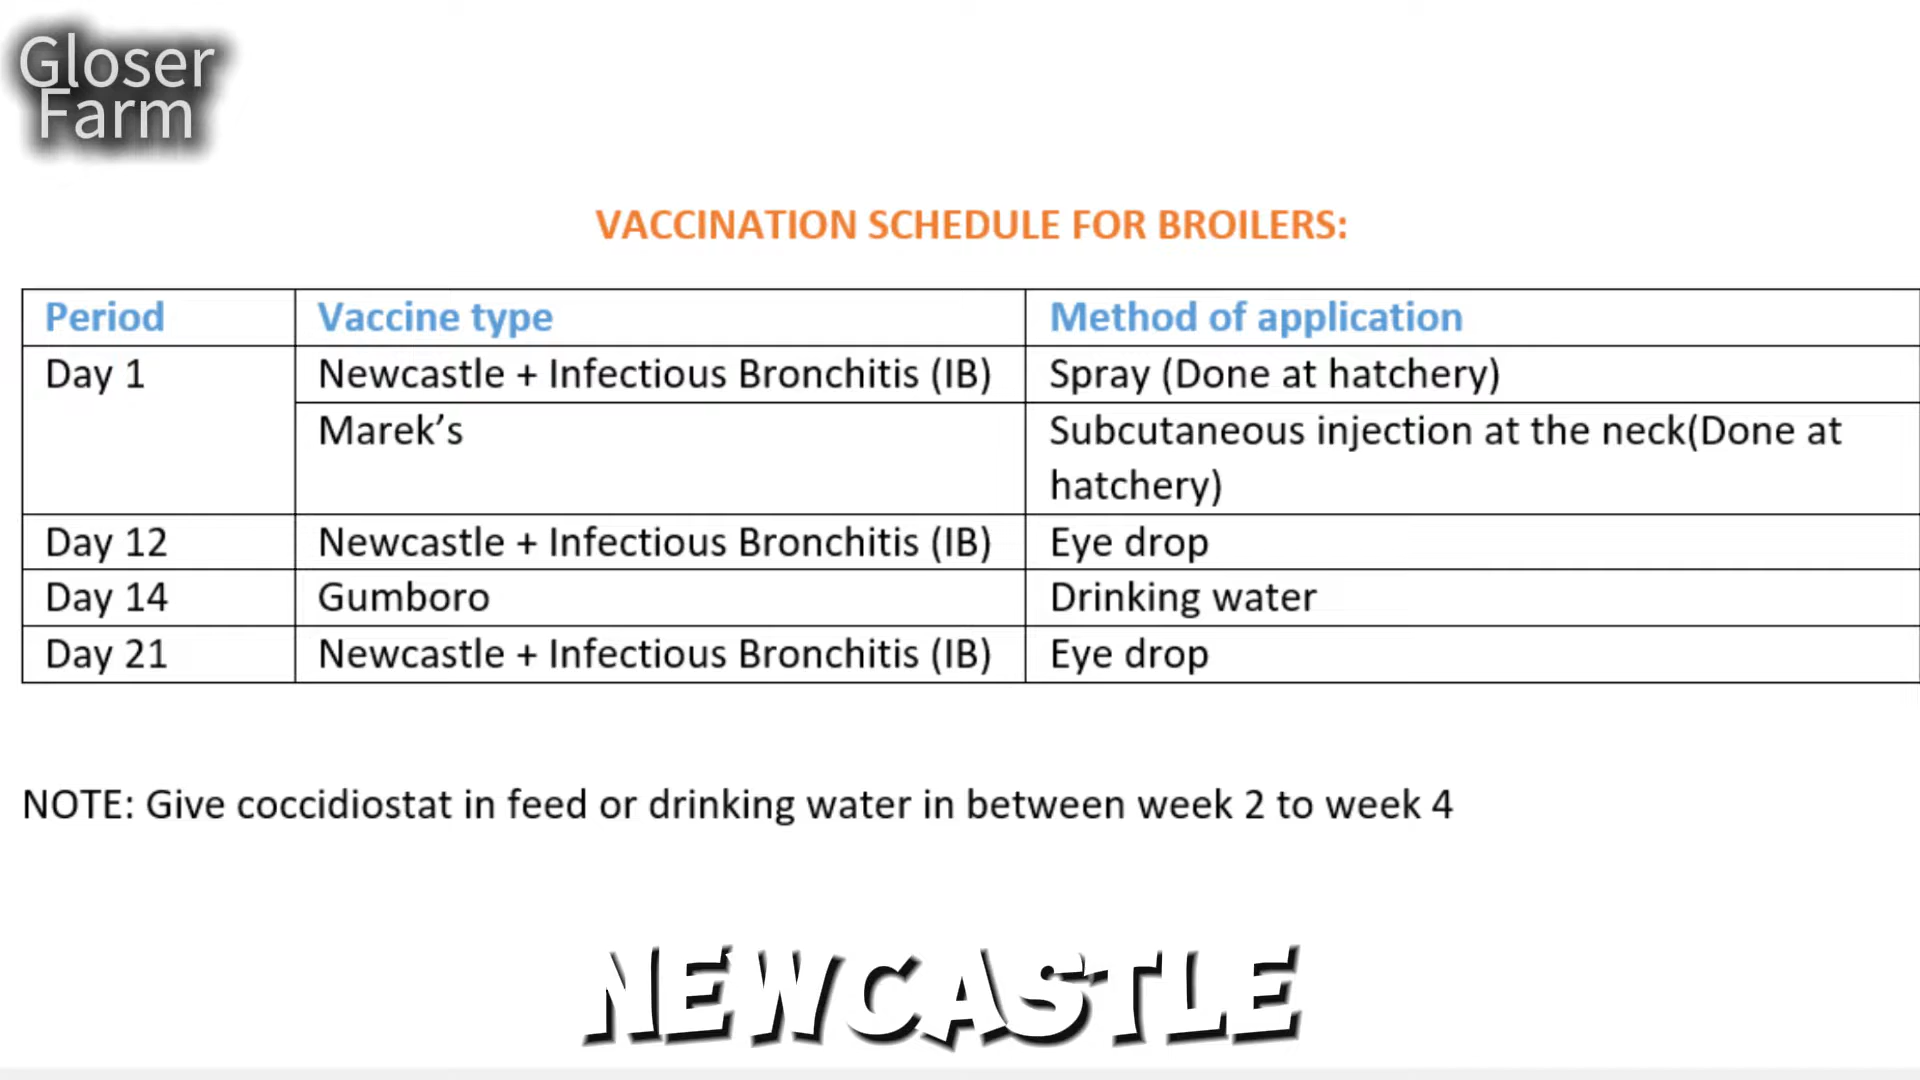 Gloser
Farm
VACCINATION SCHEDULE FOR BROILERS:
Period Vaccine type Method of application
Day 1 Newcastle + Infectious Bronchitis (IB) Spray (Done at hatchery)
Marek’s Subcutaneous injection at the neck(Done at
hatchery)
Day 12 Newcastle + Infectious Bronchitis (IB) Eye drop
Day 14 Gumboro Drinking water
Day 21 Newcastle + Infectious Bronchitis (IB) Eye drop
NOTE: Give coccidiostat in feed or drinking water in between week 2 to week 4
NEWCASTLE